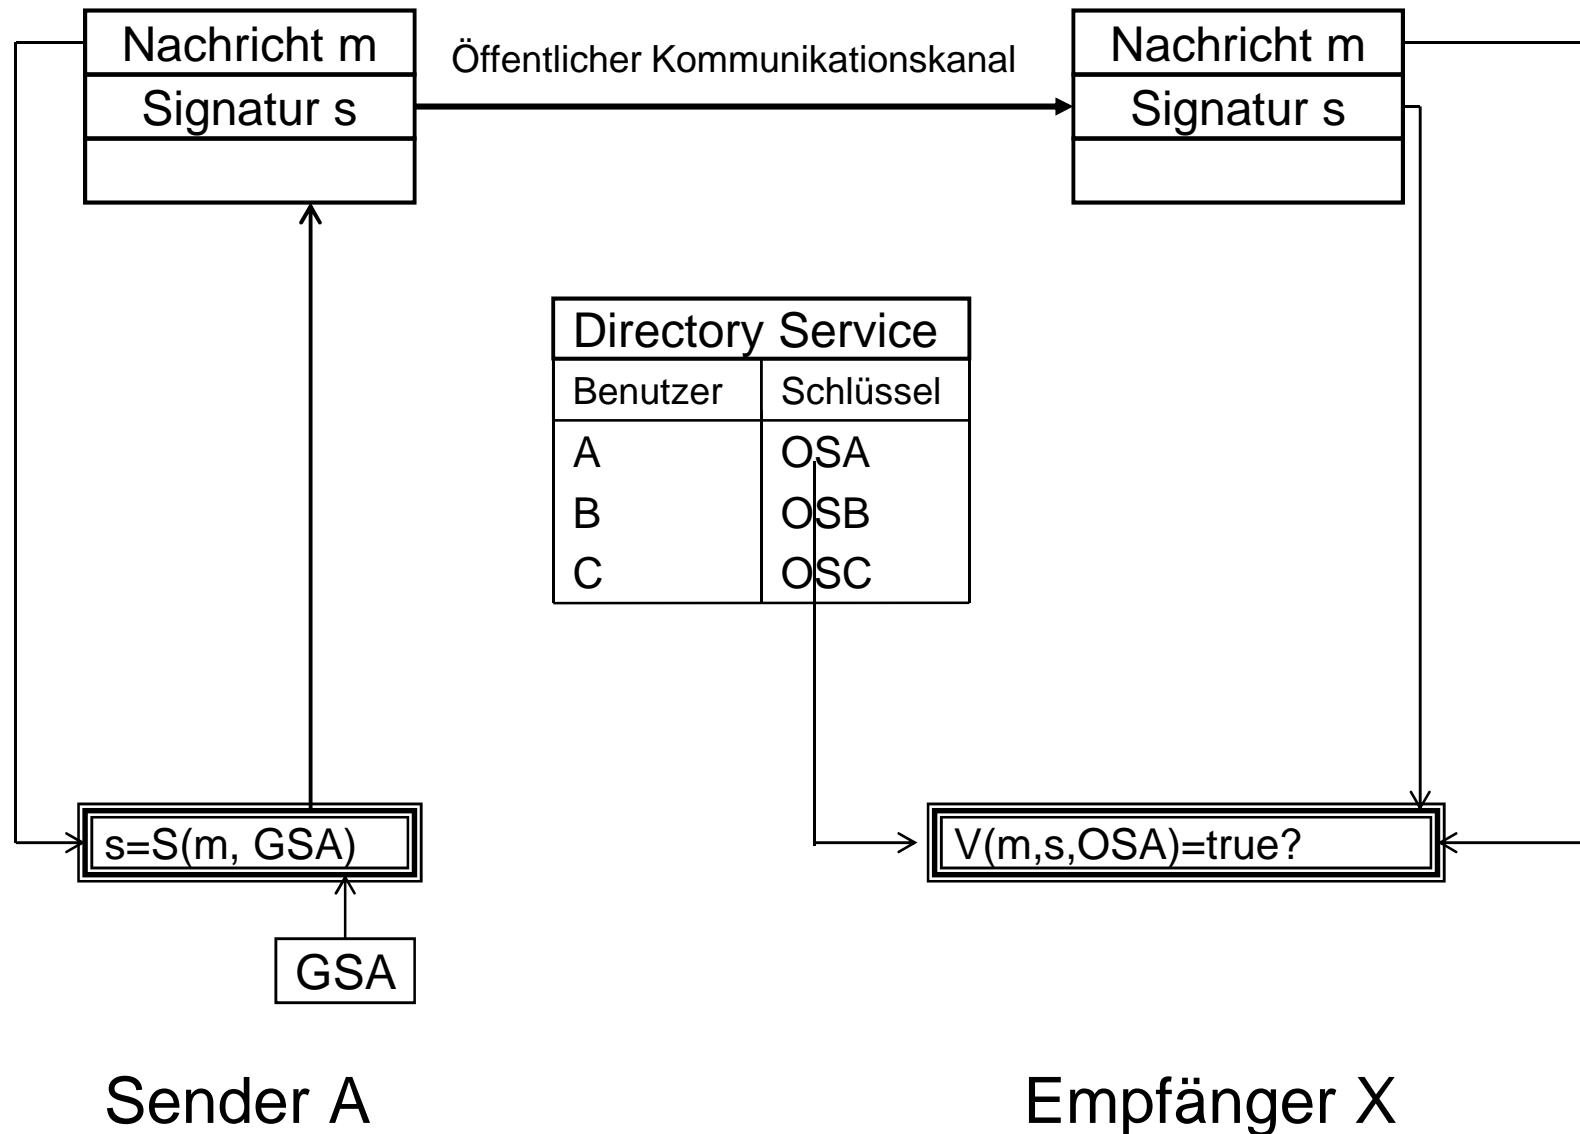 Nachricht m
Signatur s
Öffentlicher Kommunikationskanal
Nachricht m
Signatur s
Directory Service
Benutzer Schlüssel
A OSA
B OSB
C OSC
s=S(m, GSA)
GSA
V(m,s,OSA)=true?
Sender A
Empfänger X